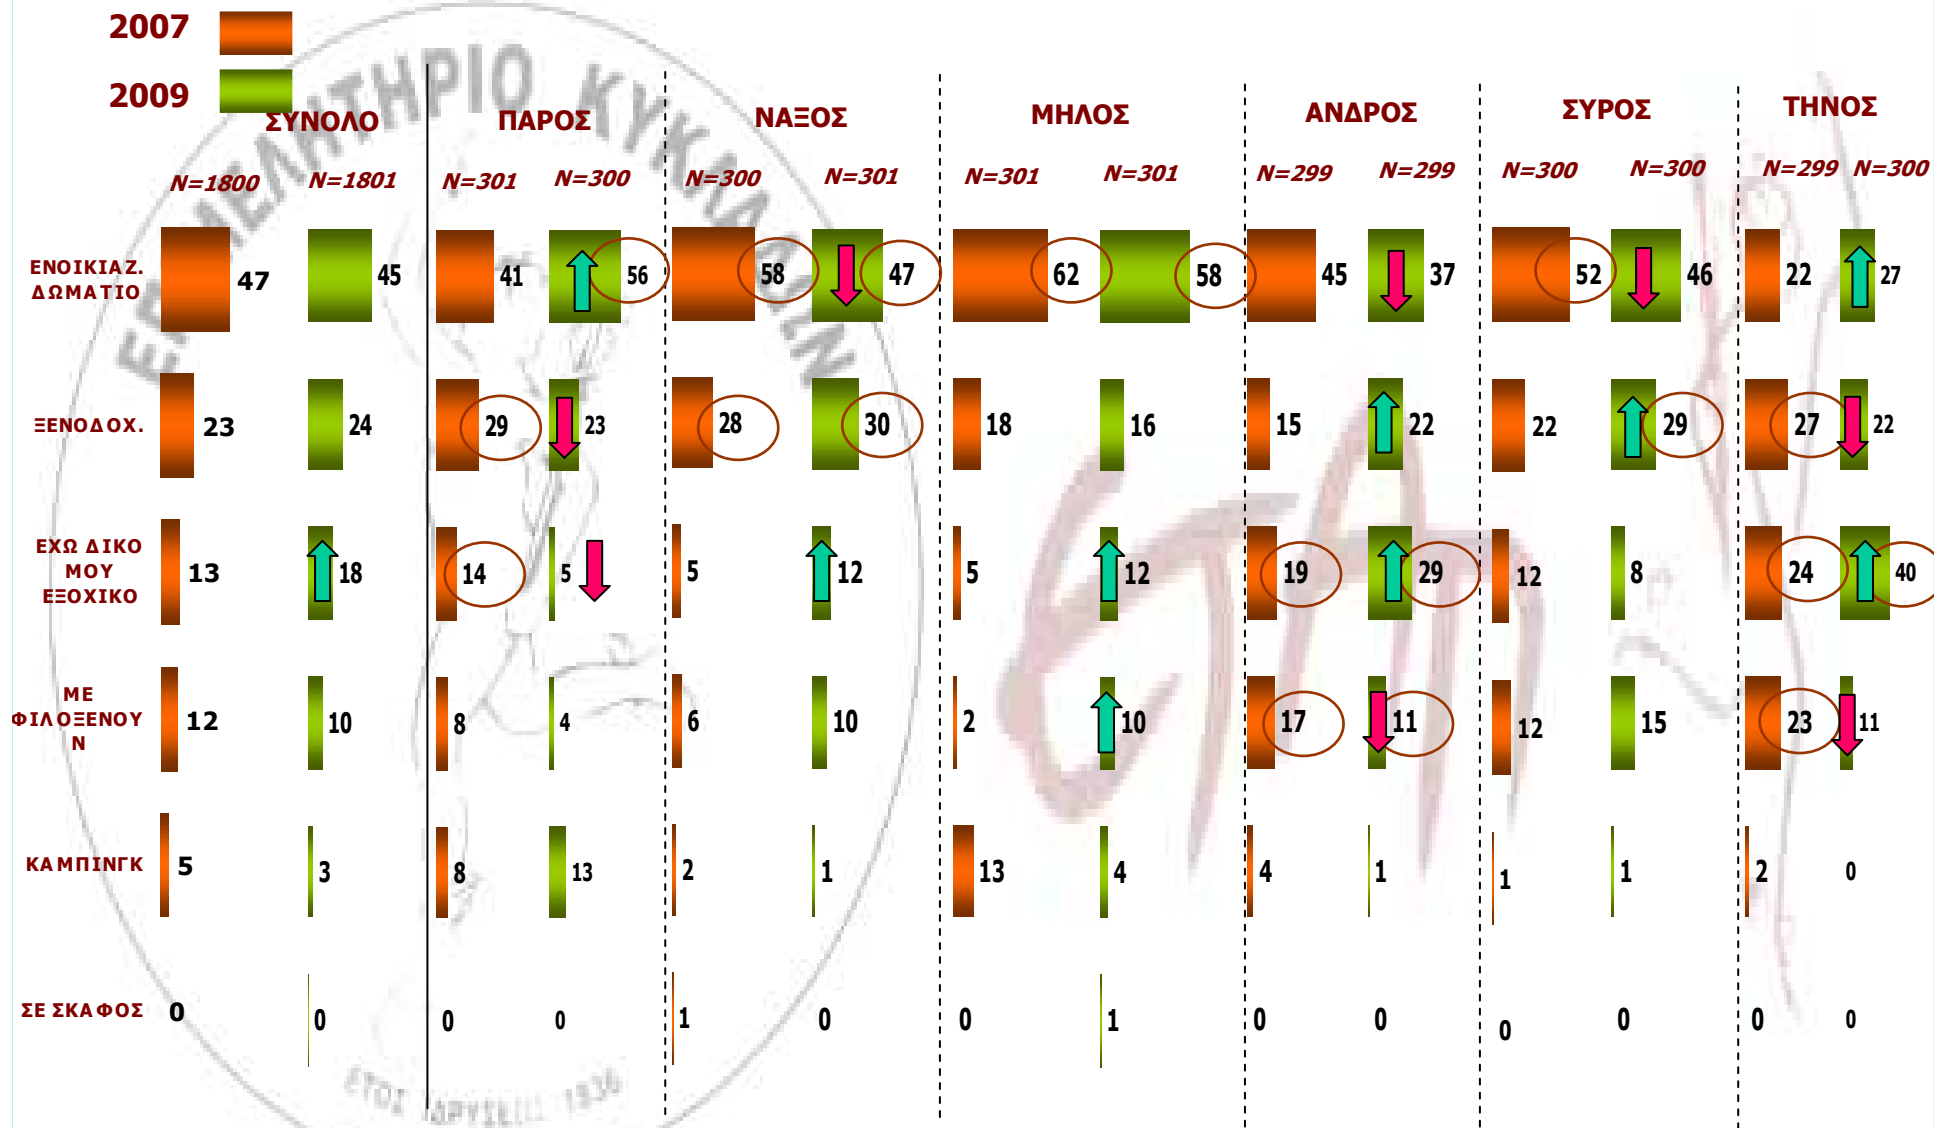 2007
2009
ΣΥΝΟΛΟ ΠΑΡΟΣ ΝΑΞΟΣ ΜΗΛΟΣ ΑΝΔΡΟΣ ΣΥΡΟΣ ΤΗΝΟΣ
N=1800 N=1801 N=301 N=300 N=300 N=301 N=301 N=301 N=299 N=299 N=300 N=300 N=299 N=300
ΕΝΟΙΚΙΑΖ.
ΔΩΜΑΤΙΟ
47 45 41 56 58 47 62 58 45 37 52 46 22 27
ΞΕΝΟΔΟΧ. 23 24 29 23 28 30 18 16 15 22 22 29 27 22
ΕΧΩ ΔΙΚΟ
ΜΟΥ
ΕΞΟΧΙΚΟ
13 18 14 5 5 12 5 12 19 29 12 8 24 40
ΜΕ
ΦΙΛΟΞΕΝΟΥ
Ν
12 10 8 4 6 10 2 10 17 11 12 15 23 11
ΚΑΜΠΙΝΓΚ 5 3 8 13 2 1 13 4 4 1 1 1 2 0
ΣΕ ΣΚΑΦΟΣ 0 0 0 0 1 0 0 1 0 0 0 0 0 0
ΕΠΙΜΕΛΗΤΗΡΙΟ ΚΥΚΛΑΔΩΝ
ΕΤΟΣ ΙΔΡΥΣΕΩΣ 1836